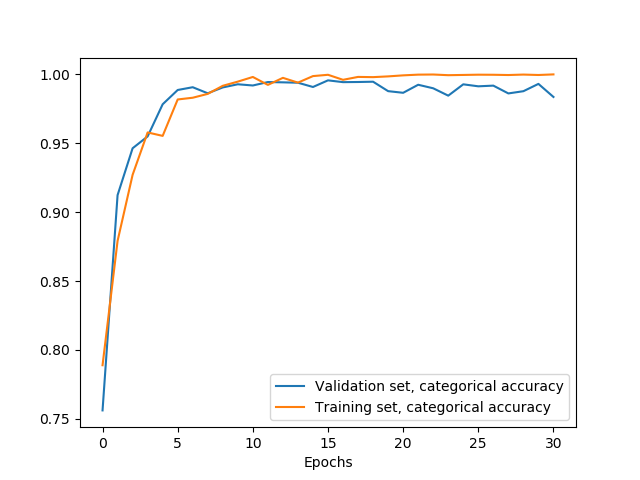 1.00
0.95
0.90
0.85
0.80
0.75
Validation set, categorical accuracy
Training set, categorical accuracy
0 5 10 15 20 25 30
Epochs